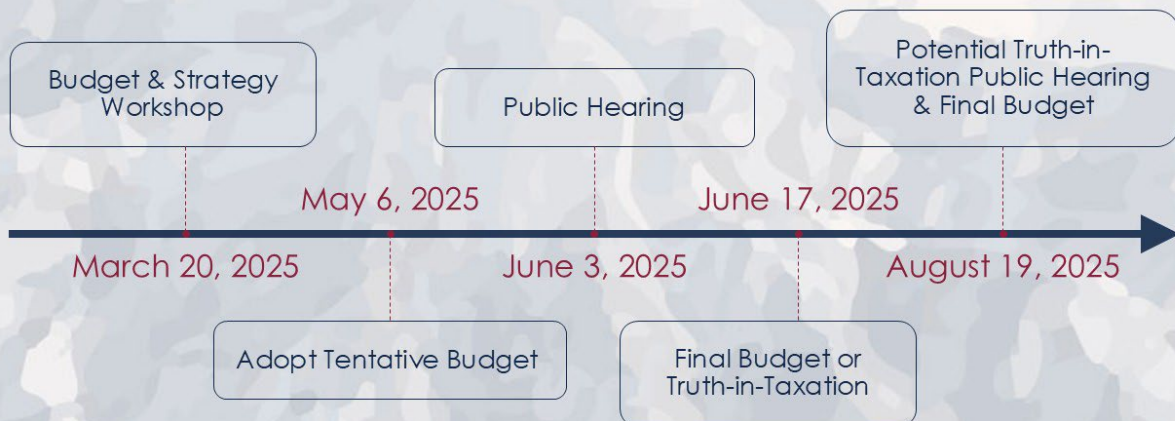 Budget & Strategy
Workshop
March 20, 2025
May 6, 2025
Adopt Tentative Budget
Public Hearing
June 3, 2025
June 17, 2025
Final Budget or
Truth-in-Taxation
Potential Truth-in-
Taxation Public Hearing
& Final Budget
August 19, 2025